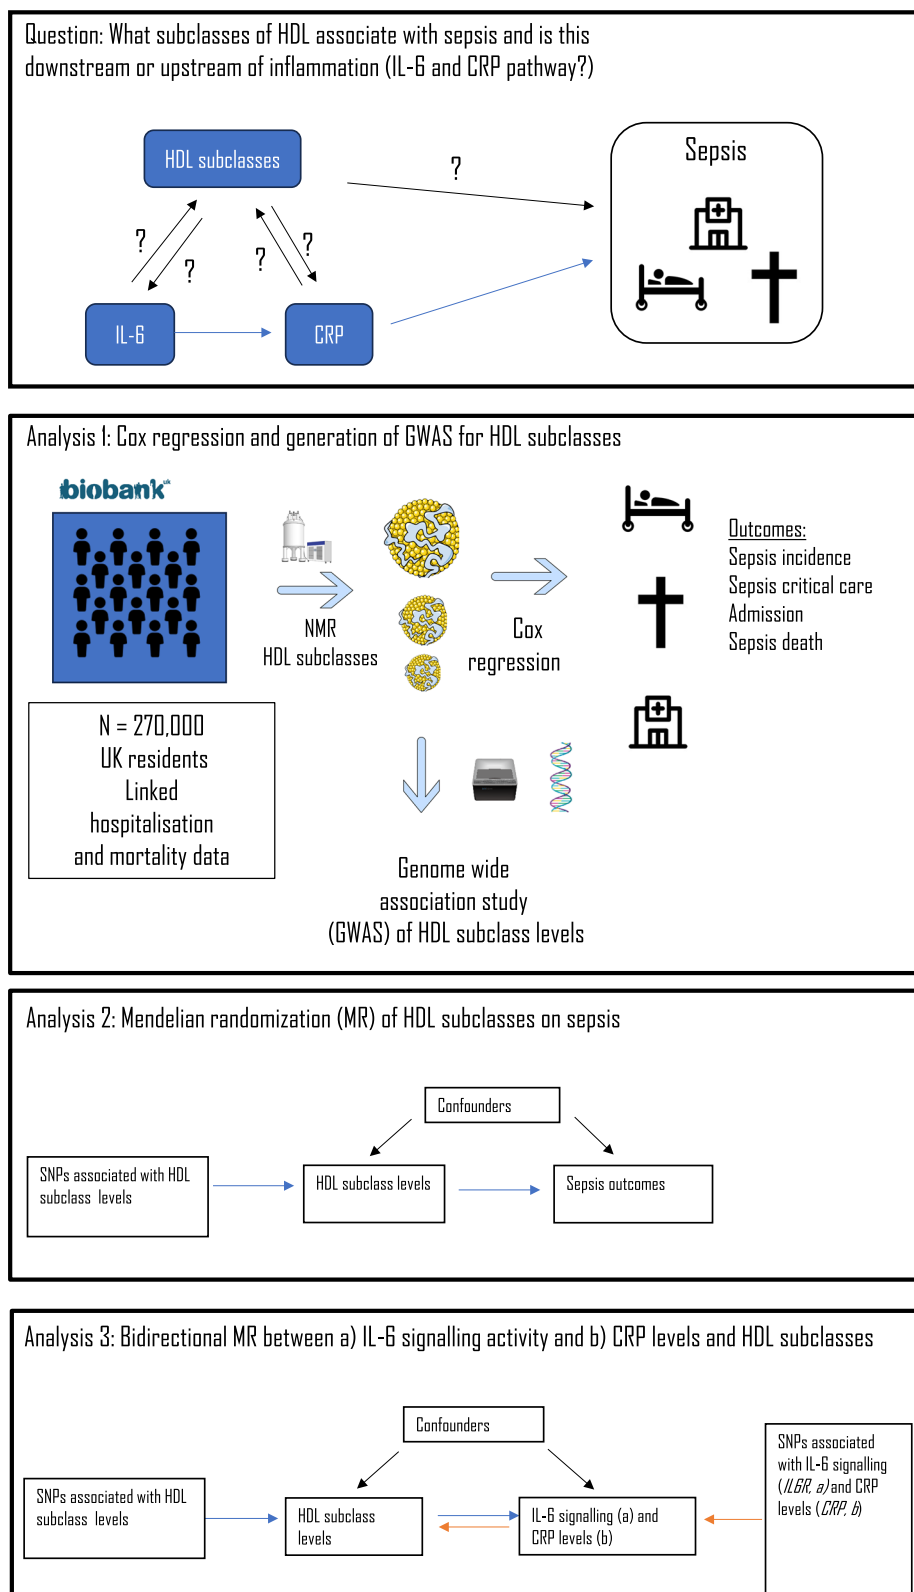 Question: What subclasses of HDL associate with sepsis and is this
downstream or upstream of inflammation (IL-6 and CRP pathway?)
HDL subclasses
?
Sepsis
?
?
?
?
IL-6
CRP
Analysis 1: Cox regression and generation of GWAS for HDL subclasses
biobank uk
NMR
HDL subclasses
Cox
regression
Outcomes:
Sepsis incidence
Sepsis critical care
Admission
Sepsis death
N = 270,000
UK residents
Linked
hospitalisation
and mortality data
Genome wide
association study
(GWAS) of HDL subclass levels
Analysis 2: Mendelian randomization (MR) of HDL subclasses on sepsis
Confounders
SNPs associated with HDL
subclass levels
HDL subclass levels
Sepsis outcomes
Analysis 3: Bidirectional MR between a) IL-6 signalling activity and b) CRP levels and HDL subclasses
Confounders
SNPs associated with HDL
subclass levels
HDL subclass
levels
IL-6 signalling (a) and
CRP levels (b)
SNPs associated
with IL-6 signalling
(IL6R, a) and CRP
levels (CRP, b)